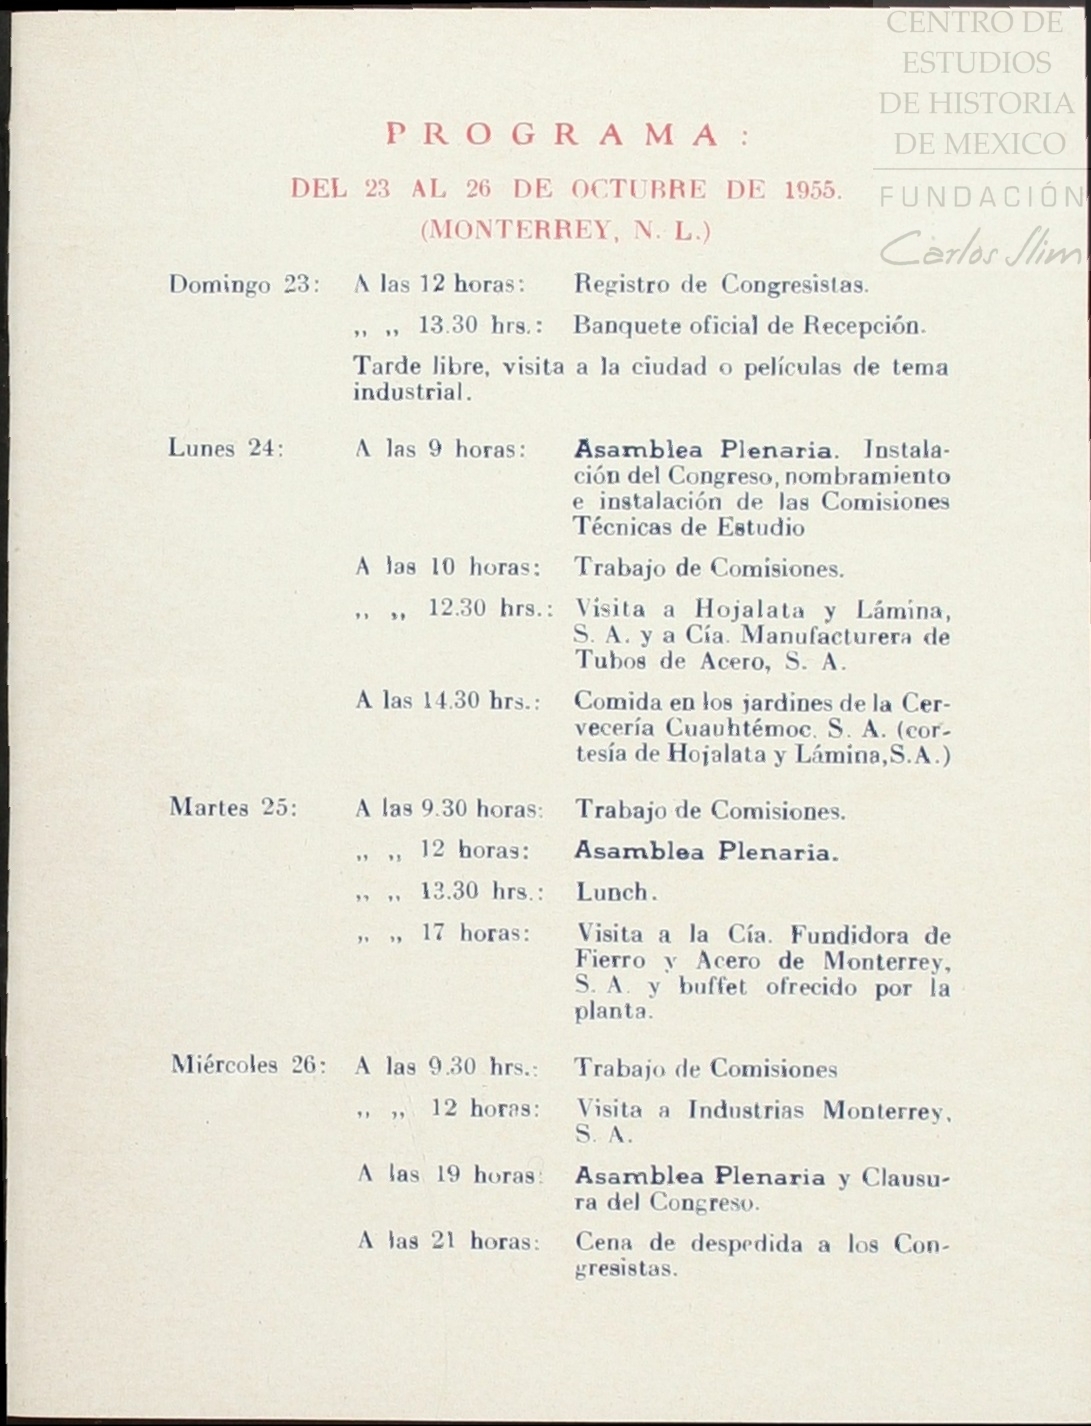 CENTRO DE
ESTUDIOS
DE HISTORIA
DE MEXICO
FUNDACIÓN
Carlos Slim
PROGRAMA:
DEL 23 AL 26 DE OCTUBRE DE 1955.
(MONTERREY, N. L.)
Domingo 23: A las 12 horas: Registro de Congresistas.
„ „ 13.30 hrs.: Banquete oficial de Recepción.
Tarde libre, visita a la ciudad o películas de tema
industrial.
Lunes 24: A las 9 horas: Asamblea Plenaria. Instala-
ción del Congreso, nombramiento
e instalación de las Comisiones
Técnicas de Estudio
A las 10 horas: Trabajo de Comisiones.
„ „ 12.30 hrs.: Visita a Hojalata y Lámina,
S. A. y a Cía. Manufacturera de
Tubos de Acero, S. A.
A las 14.30 hrs.: Comida en los jardines de la Cer-
vecería Cuauhtémoc. S. A. (cor-
tesía de Hojalata y Lámina,S.A.)
Martes 25: A las 9.30 horas: Trabajo de Comisiones.
„ „ 12 horas: Asamblea Plenaria.
„ „ 13.30 hrs.: Lunch.
„ „ 17 horas: Visita a la Cía. Fundidora de
Fierro y Acero de Monterrey,
S. A. y buffet ofrecido por la
planta.
Miércoles 26: A las 9.30 hrs.: Trabajo de Comisiones
„ „ 12 horas: Visita a Industrias Monterrey,
S. A.
A las 19 horas: Asamblea Plenaria y Clausu-
ra del Congreso.
A las 21 horas: Cena de despedida a los Con-
gresistas.